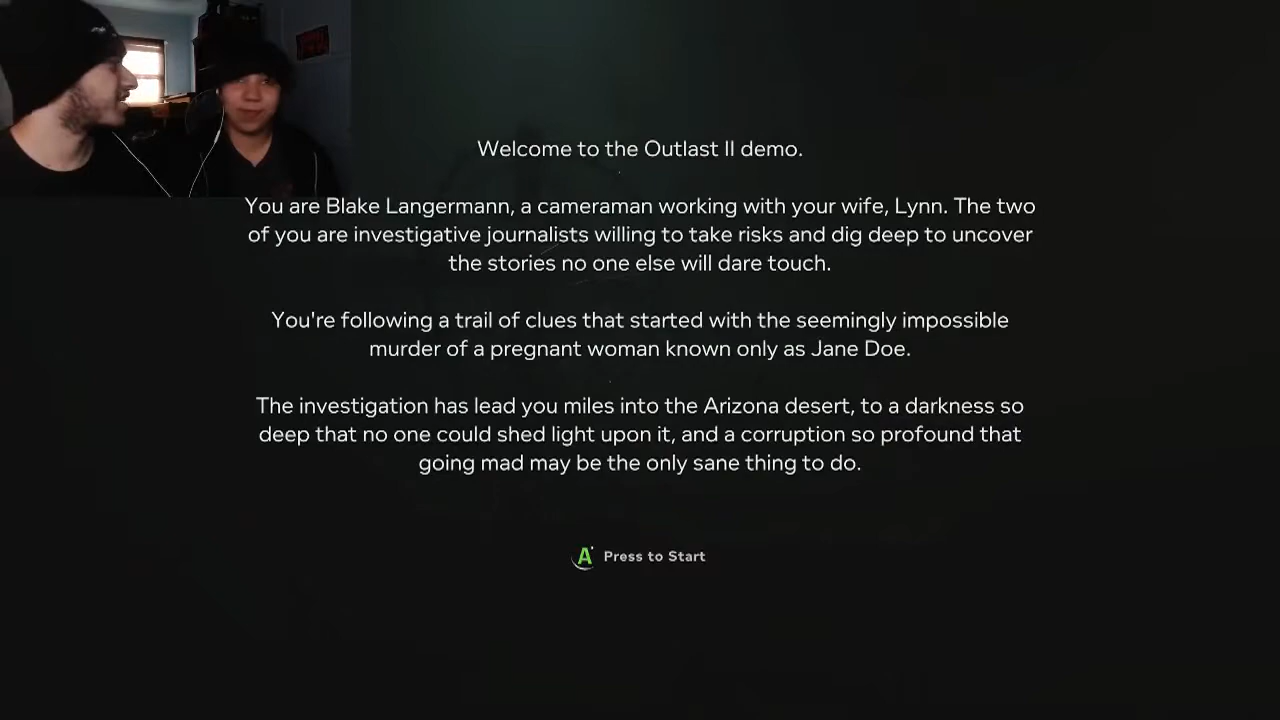 Welcome to the Outlast II demo.
You are Blake Langermann, a cameraman working with your wife, Lynn. The two
of you are investigative journalists willing to take risks and dig deep to uncover
the stories no one else will dare touch.
You're following a trail of clues that started with the seemingly impossible
murder of a pregnant woman known only as Jane Doe.
The investigation has lead you miles into the Arizona desert, to a darkness so
deep that no one could shed light upon it, and a corruption so profound that
going mad may be the only sane thing to do.
A Press to Start